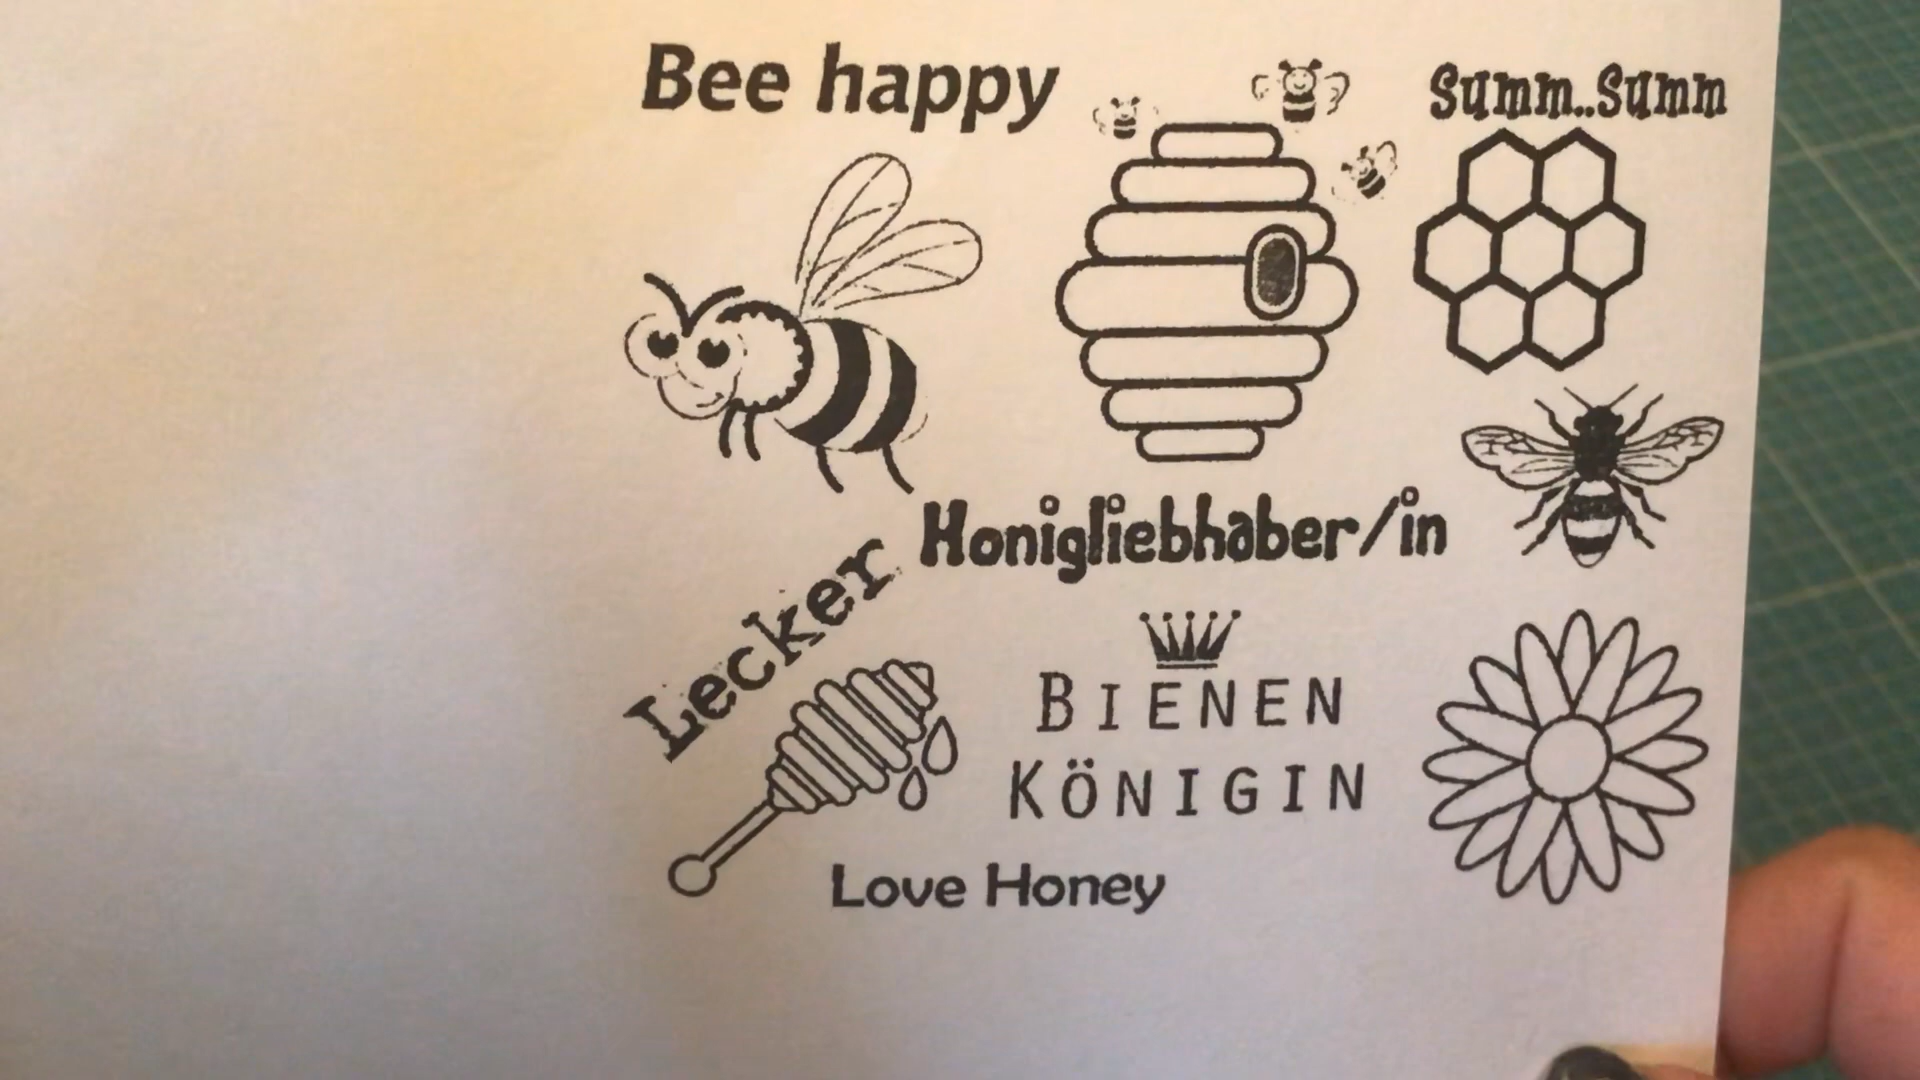 Bee happy
Summ..Summ
Honigliebhaber/in
Lecker
BIENEN
KÖNIGIN
Love Honey